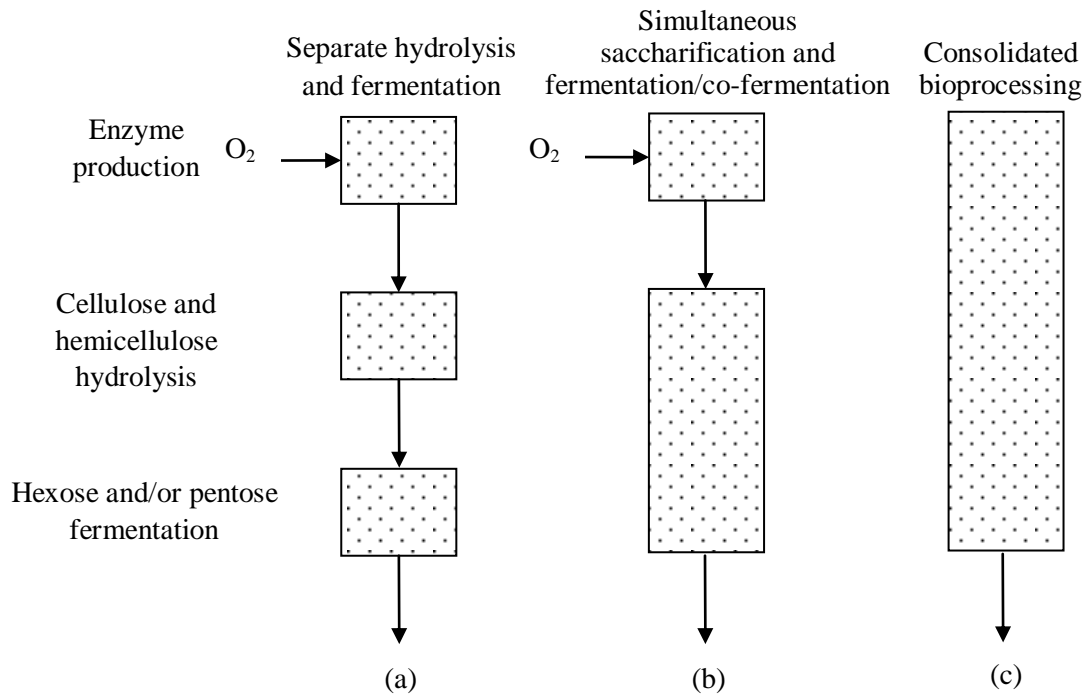 Separate hydrolysis
and fermentation
Simultaneous
saccharification and
fermentation/co-fermentation
Consolidated
bioprocessing
Enzyme
production
O₂
O₂
Cellulose and
hemicellulose
hydrolysis
Hexose and/or pentose
fermentation
(a)
(b)
(c)